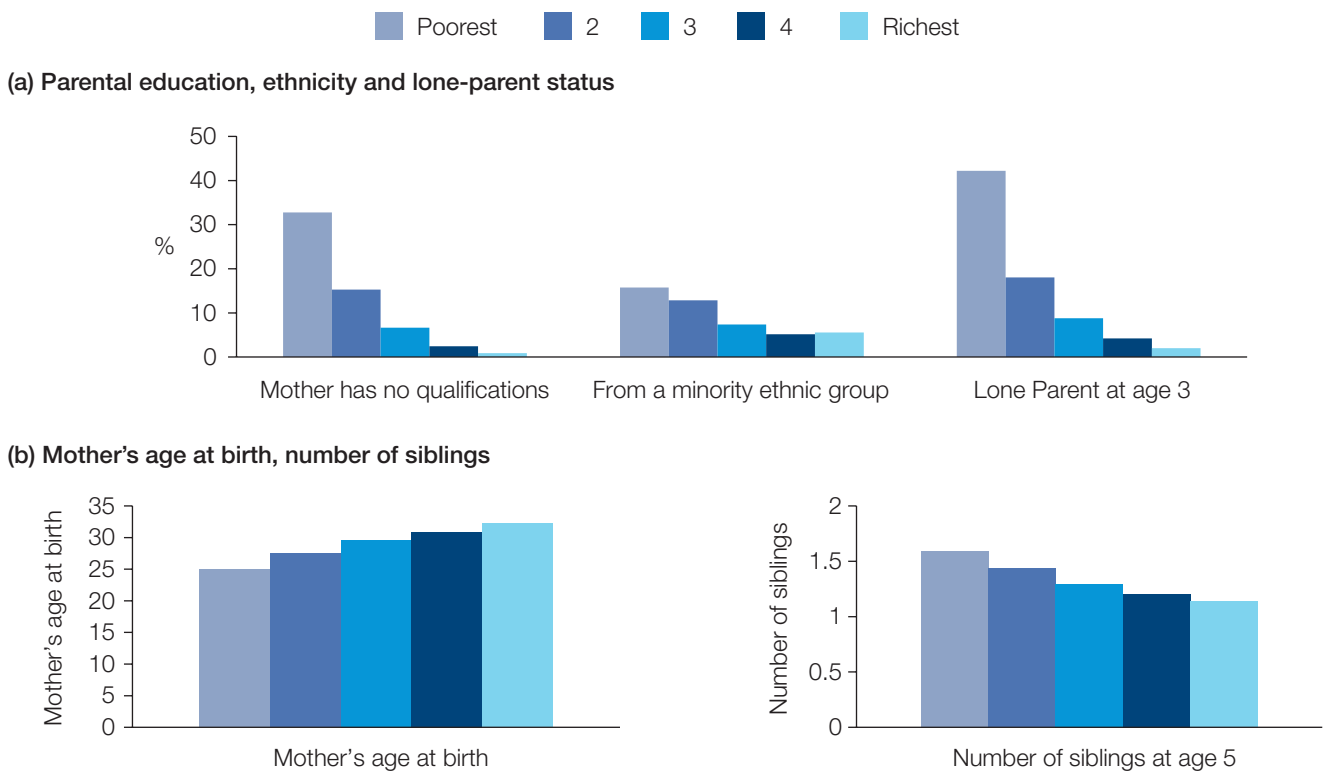 Poorest 2 3 4 Richest
(a) Parental education, ethnicity and lone-parent status
50
40
30
%
20
10
0
Mother has no qualifications From a minority ethnic group Lone Parent at age 3
(b) Mother’s age at birth, number of siblings
Mother’s age at birth
35
30
25
20
15
10
5
0
Mother’s age at birth
Number of siblings
2
1.5
1
0.5
0
Number of siblings at age 5